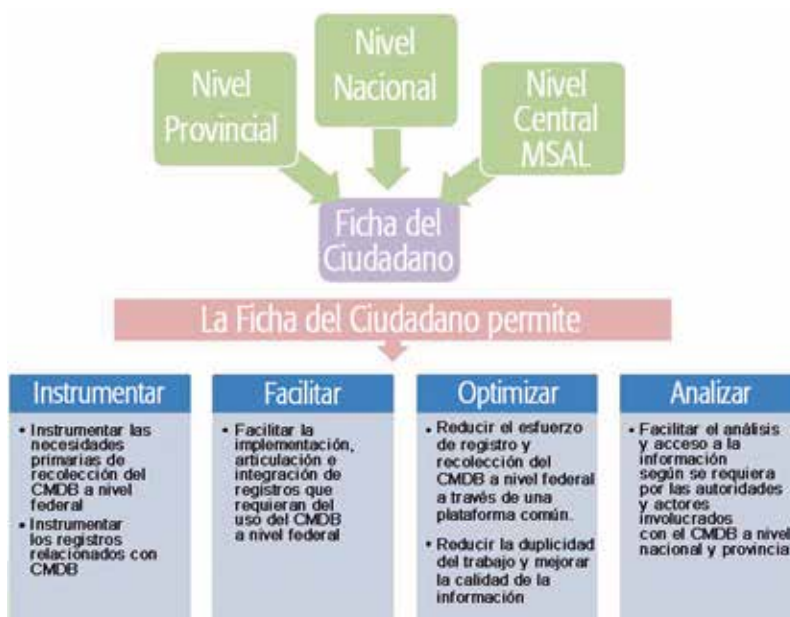 Nivel
Provincial
Nivel
Nacional
Nivel
Central
MSAL
Ficha del
Ciudadano
La Ficha del Ciudadano permite
Instrumentar
• Instrumentar las
necesidades
primarias de
recolección del
CMDB a nivel
federal
• Instrumentar
los registros
relacionados con
CMDB
Facilitar
• Facilitar la
implementación,
articulación e
integración de
registros que
requieran del
uso del CMDB
a nivel federal
Optimizar
• Reducir el esfuerzo
de registro y
recolección del
CMDB a nivel federal
a través de una
plataforma común.
• Reducir la duplicidad
del trabajo y mejorar
la calidad de la
información
Analizar
• Facilitar el análisis
y acceso a la
información
según se requiera
por las autoridades
y actores
involucrados
con el CMDB a nivel
nacional y provincia